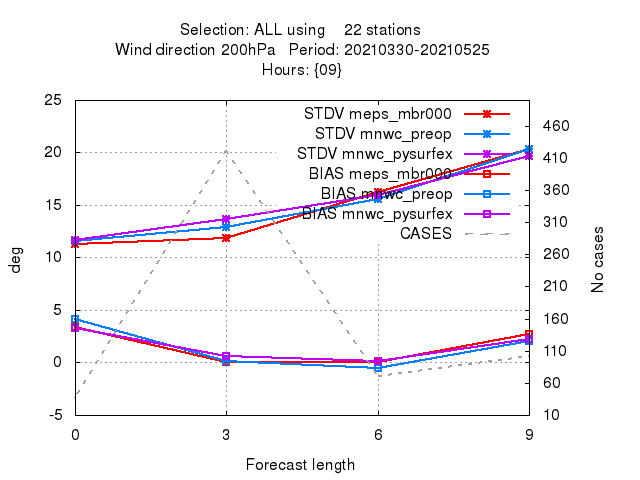 Selection: ALL using 22 stations
Wind direction 200hPa Period: 20210330-20210525
Hours: {09}
STDV meps_mbr000
STDV mnwc_preop
STDV mnwc_pysurfex
BIAS meps_mbr000
BIAS mnwc_preop
BIAS mnwc_pysurfex
CASES
25
20
15
10
5
0
-5
deg
460
410
360
310
260
210
160
110
60
10
No cases
0 3 6 9
Forecast length